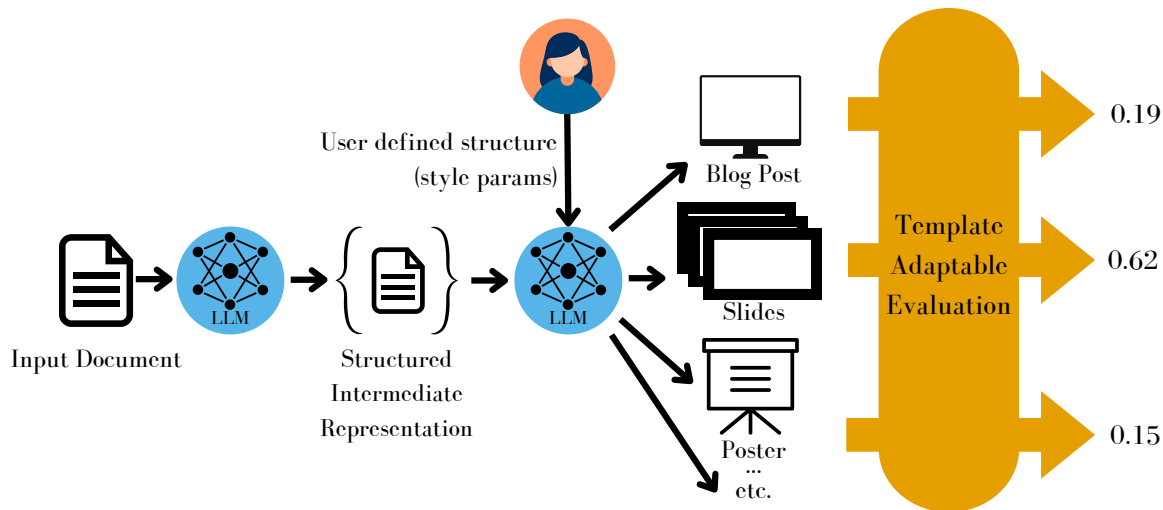 User defined structure
(style params)
Input Document
LLM
Structured
Intermediate
Representation
LLM
Blog Post
Slides
Poster
...
etc.
Template
Adaptable
Evaluation
0.19
0.62
0.15